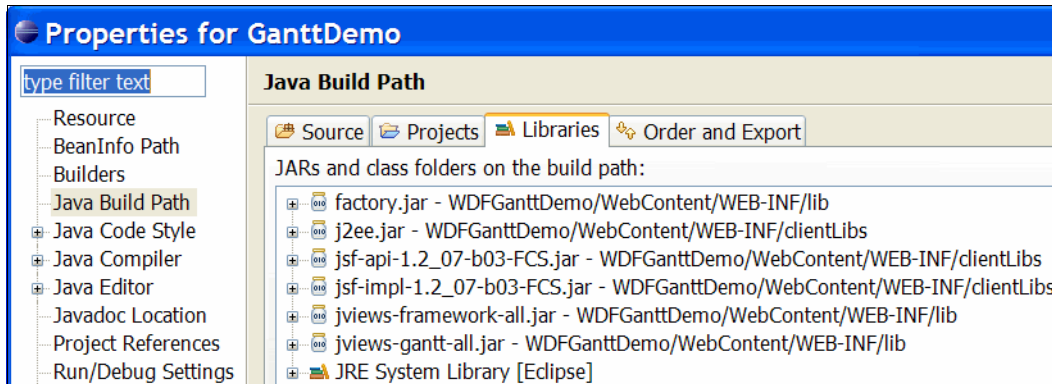 Properties for GanttDemo
type filter text
Resource
BeanInfo Path
Builders
Java Build Path
Java Code Style
Java Compiler
Java Editor
Javadoc Location
Project References
Run/Debug Settings
Java Build Path
Source Projects Libraries Order and Export
JARs and class folders on the build path:
factory.jar - WDFGanttDemo/WebContent/WEB-INF/lib
j2ee.jar - WDFGanttDemo/WebContent/WEB-INF/clientLibs
jsf-api-1.2_07-b03-FCS.jar - WDFGanttDemo/WebContent/WEB-INF/clientLibs
jsf-impl-1.2_07-b03-FCS.jar - WDFGanttDemo/WebContent/WEB-INF/clientLibs
jviews-framework-all.jar - WDFGanttDemo/WebContent/WEB-INF/lib
jviews-gantt-all.jar - WDFGanttDemo/WebContent/WEB-INF/lib
JRE System Library [Eclipse]